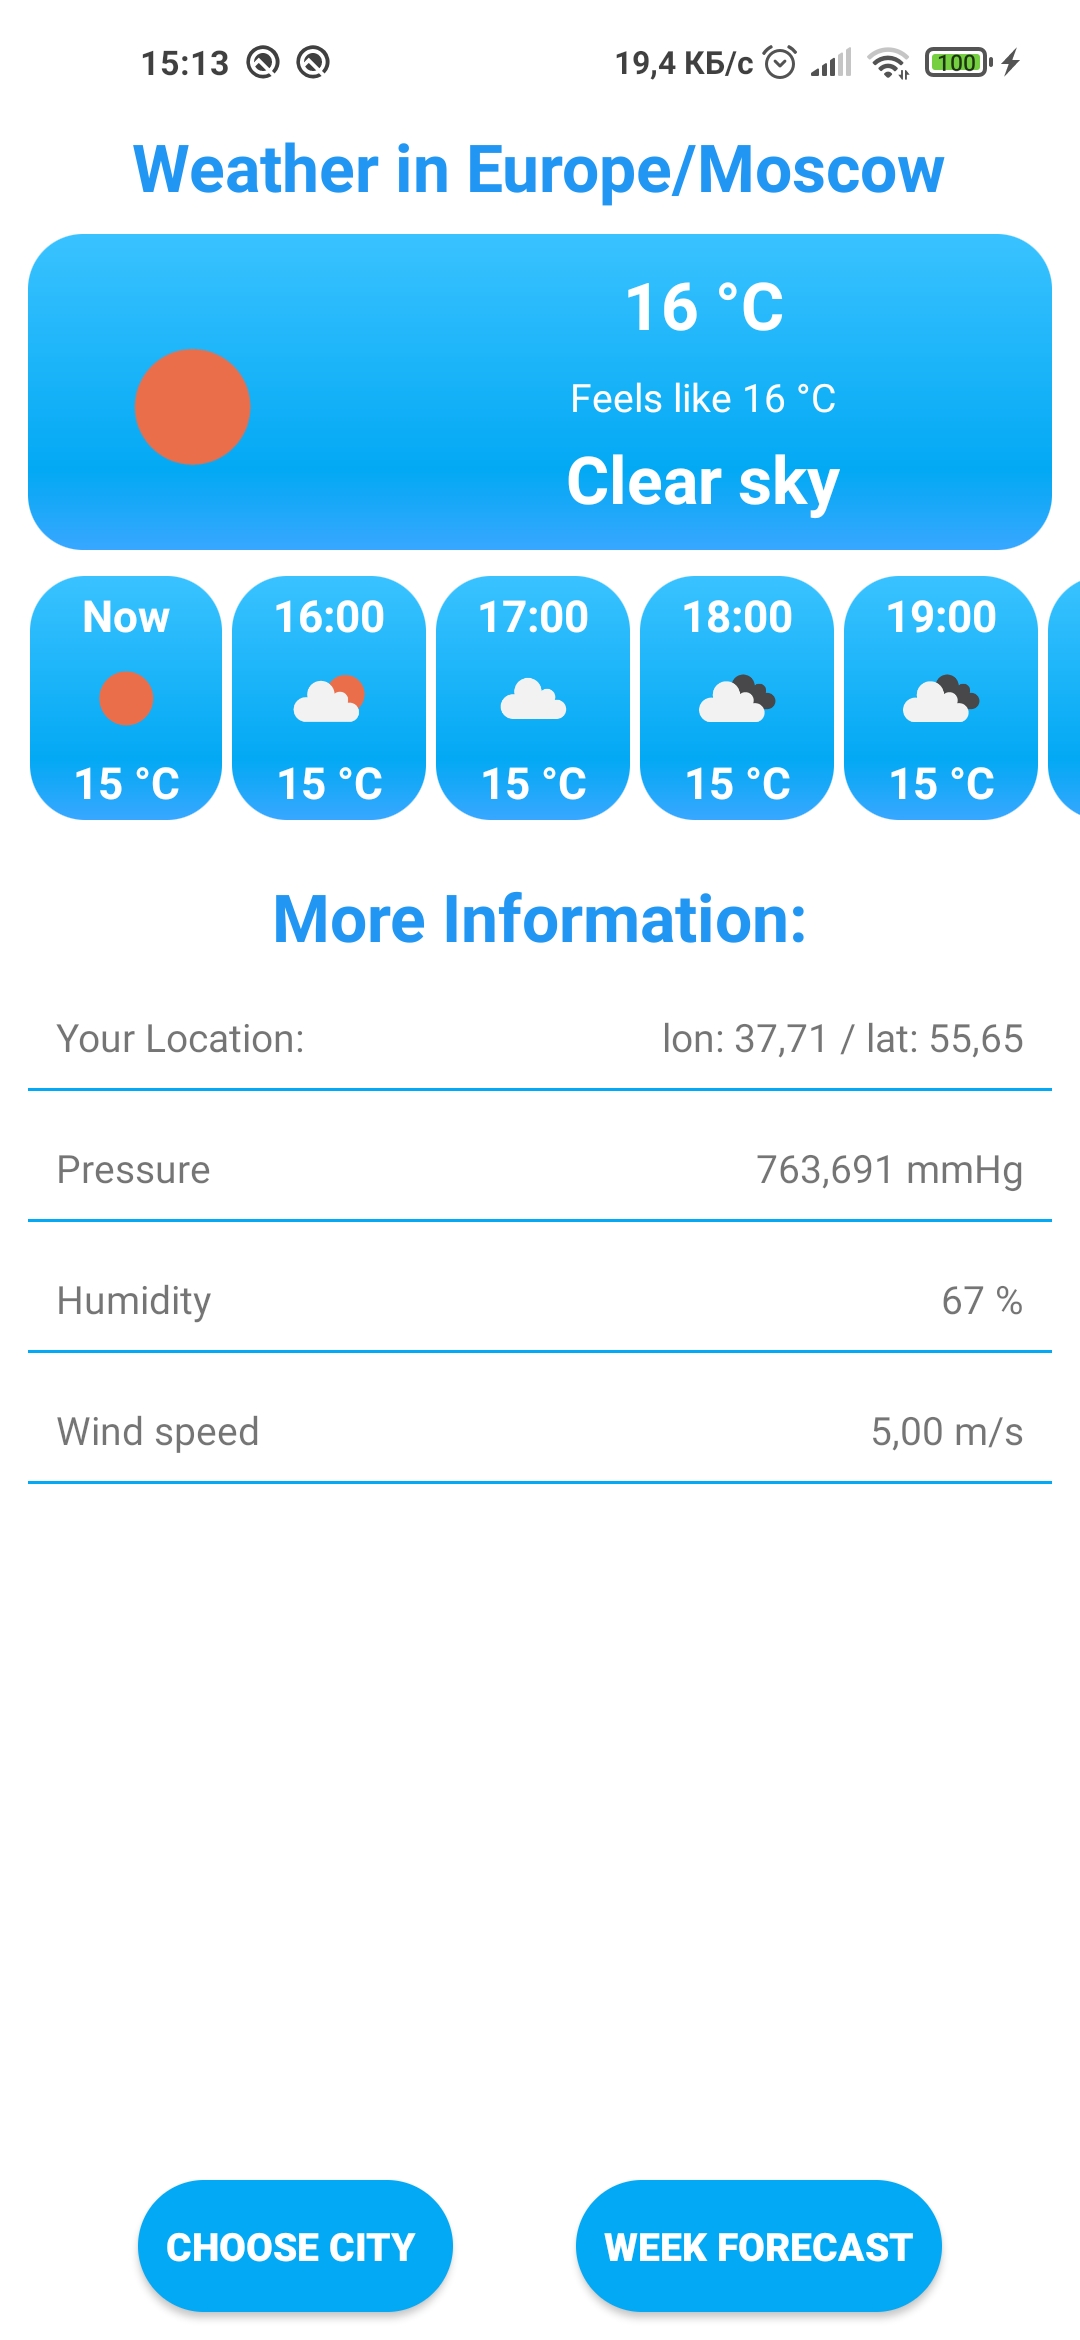 15:13 19,4 КБ/с 100
Weather in Europe/Moscow
16 °C
Feels like 16 °C
Clear sky
Now 16:00 17:00 18:00 19:00
15 °C 15 °C 15 °C 15 °C 15 °C
More Information:
Your Location: lon: 37,71 / lat: 55,65
Pressure 763,691 mmHg
Humidity 67 %
Wind speed 5,00 m/s
CHOOSE CITY WEEK FORECAST